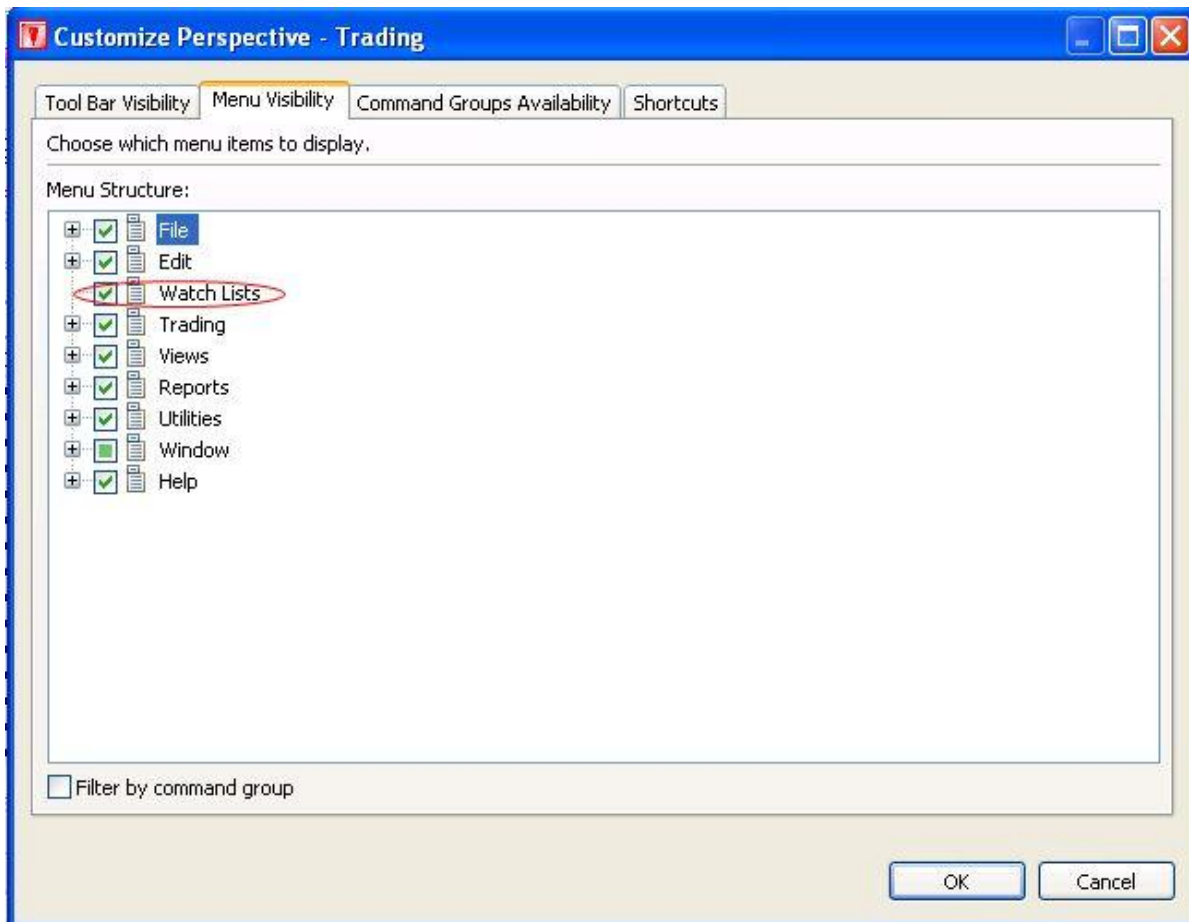 Customize Perspective - Trading
Tool Bar Visibility Menu Visibility Command Groups Availability Shortcuts
Choose which menu items to display.
Menu Structure:
File
Edit
Watch Lists
Trading
Views
Reports
Utilities
Window
Help
Filter by command group
OK Cancel